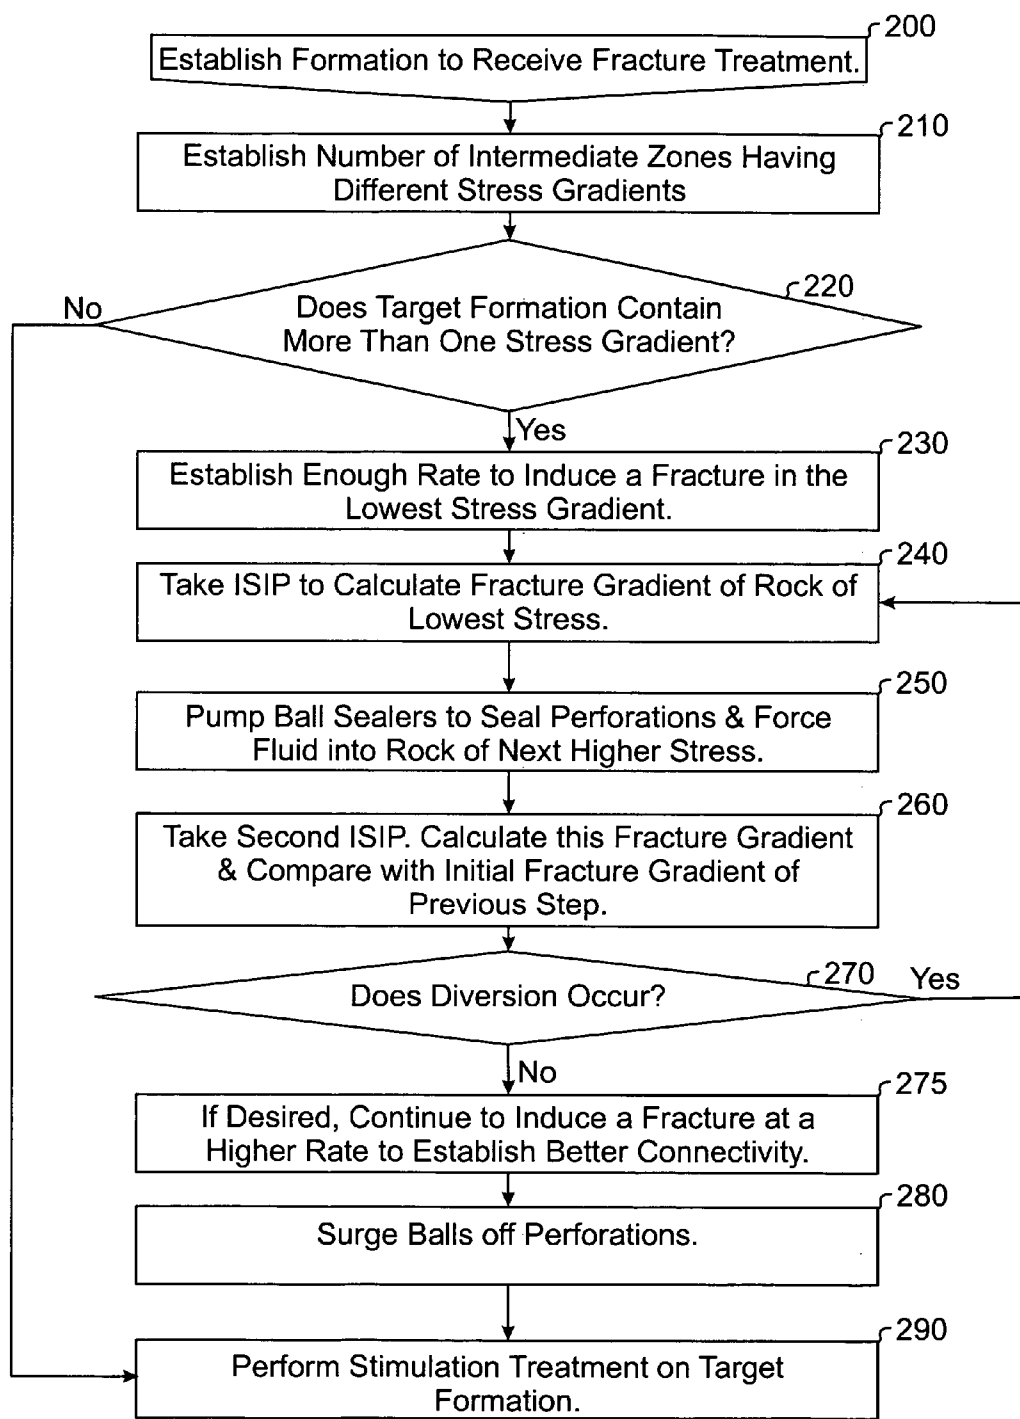 200
Establish Formation to Receive Fracture Treatment.
210
Establish Number of Intermediate Zones Having
Different Stress Gradients
220
No
Does Target Formation Contain
More Than One Stress Gradient?
Yes
230
Establish Enough Rate to Induce a Fracture in the
Lowest Stress Gradient.
240
Take ISIP to Calculate Fracture Gradient of Rock of
Lowest Stress.
250
Pump Ball Sealers to Seal Perforations & Force
Fluid into Rock of Next Higher Stress.
260
Take Second ISIP. Calculate this Fracture Gradient
& Compare with Initial Fracture Gradient of
Previous Step.
270
Yes
Does Diversion Occur?
No
275
If Desired, Continue to Induce a Fracture at a
Higher Rate to Establish Better Connectivity.
280
Surge Balls off Perforations.
290
Perform Stimulation Treatment on Target
Formation.